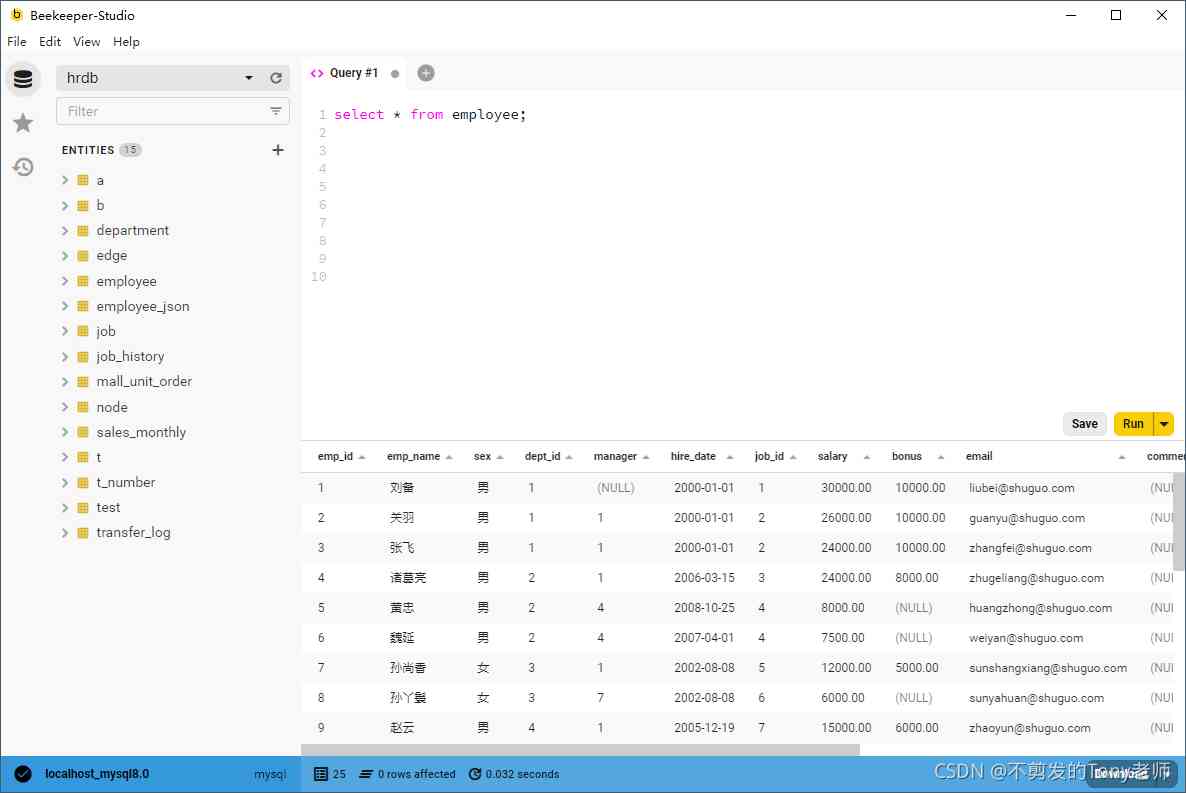 Beekeeper-Studio
File Edit View Help
hrdb
Filter
ENTITIES 15
a
b
department
edge
employee
employee_json
job
job_history
mall_unit_order
node
sales_monthly
t
t_number
test
transfer_log
Query #1
1 select * from employee;
2
3
4
5
6
7
8
9
10
Save Run
emp_id emp_name sex dept_id manager hire_date job_id salary bonus email commen
1 刘备 男 1 (NULL) 2000-01-01 1 30000.00 10000.00 liubei@shuguo.com (NU
2 关羽 男 1 1 2000-01-01 2 26000.00 10000.00 guanyu@shuguo.com (NU
3 张飞 男 1 1 2000-01-01 2 24000.00 10000.00 zhangfei@shuguo.com (NU
4 诸葛亮 男 2 1 2006-03-15 3 24000.00 8000.00 zhugeliang@shuguo.com (NU
5 黄忠 男 2 4 2008-10-25 4 8000.00 (NULL) huangzhong@shuguo.com (NU
6 魏延 男 2 4 2007-04-01 4 7500.00 (NULL) weiyan@shuguo.com (NU
7 孙尚香 女 3 1 2002-08-08 5 12000.00 5000.00 sunshangxiang@shuguo.com (NU
8 孙丫鬟 女 3 7 2002-08-08 6 6000.00 (NULL) sunyahuan@shuguo.com (NU
9 赵云 男 4 1 2005-12-19 7 15000.00 6000.00 zhaoyun@shuguo.com (NU
localhost_mysql8.0 mysql 25 0 rows affected 0.032 seconds Download
CSDN @不剪发的Tony老师